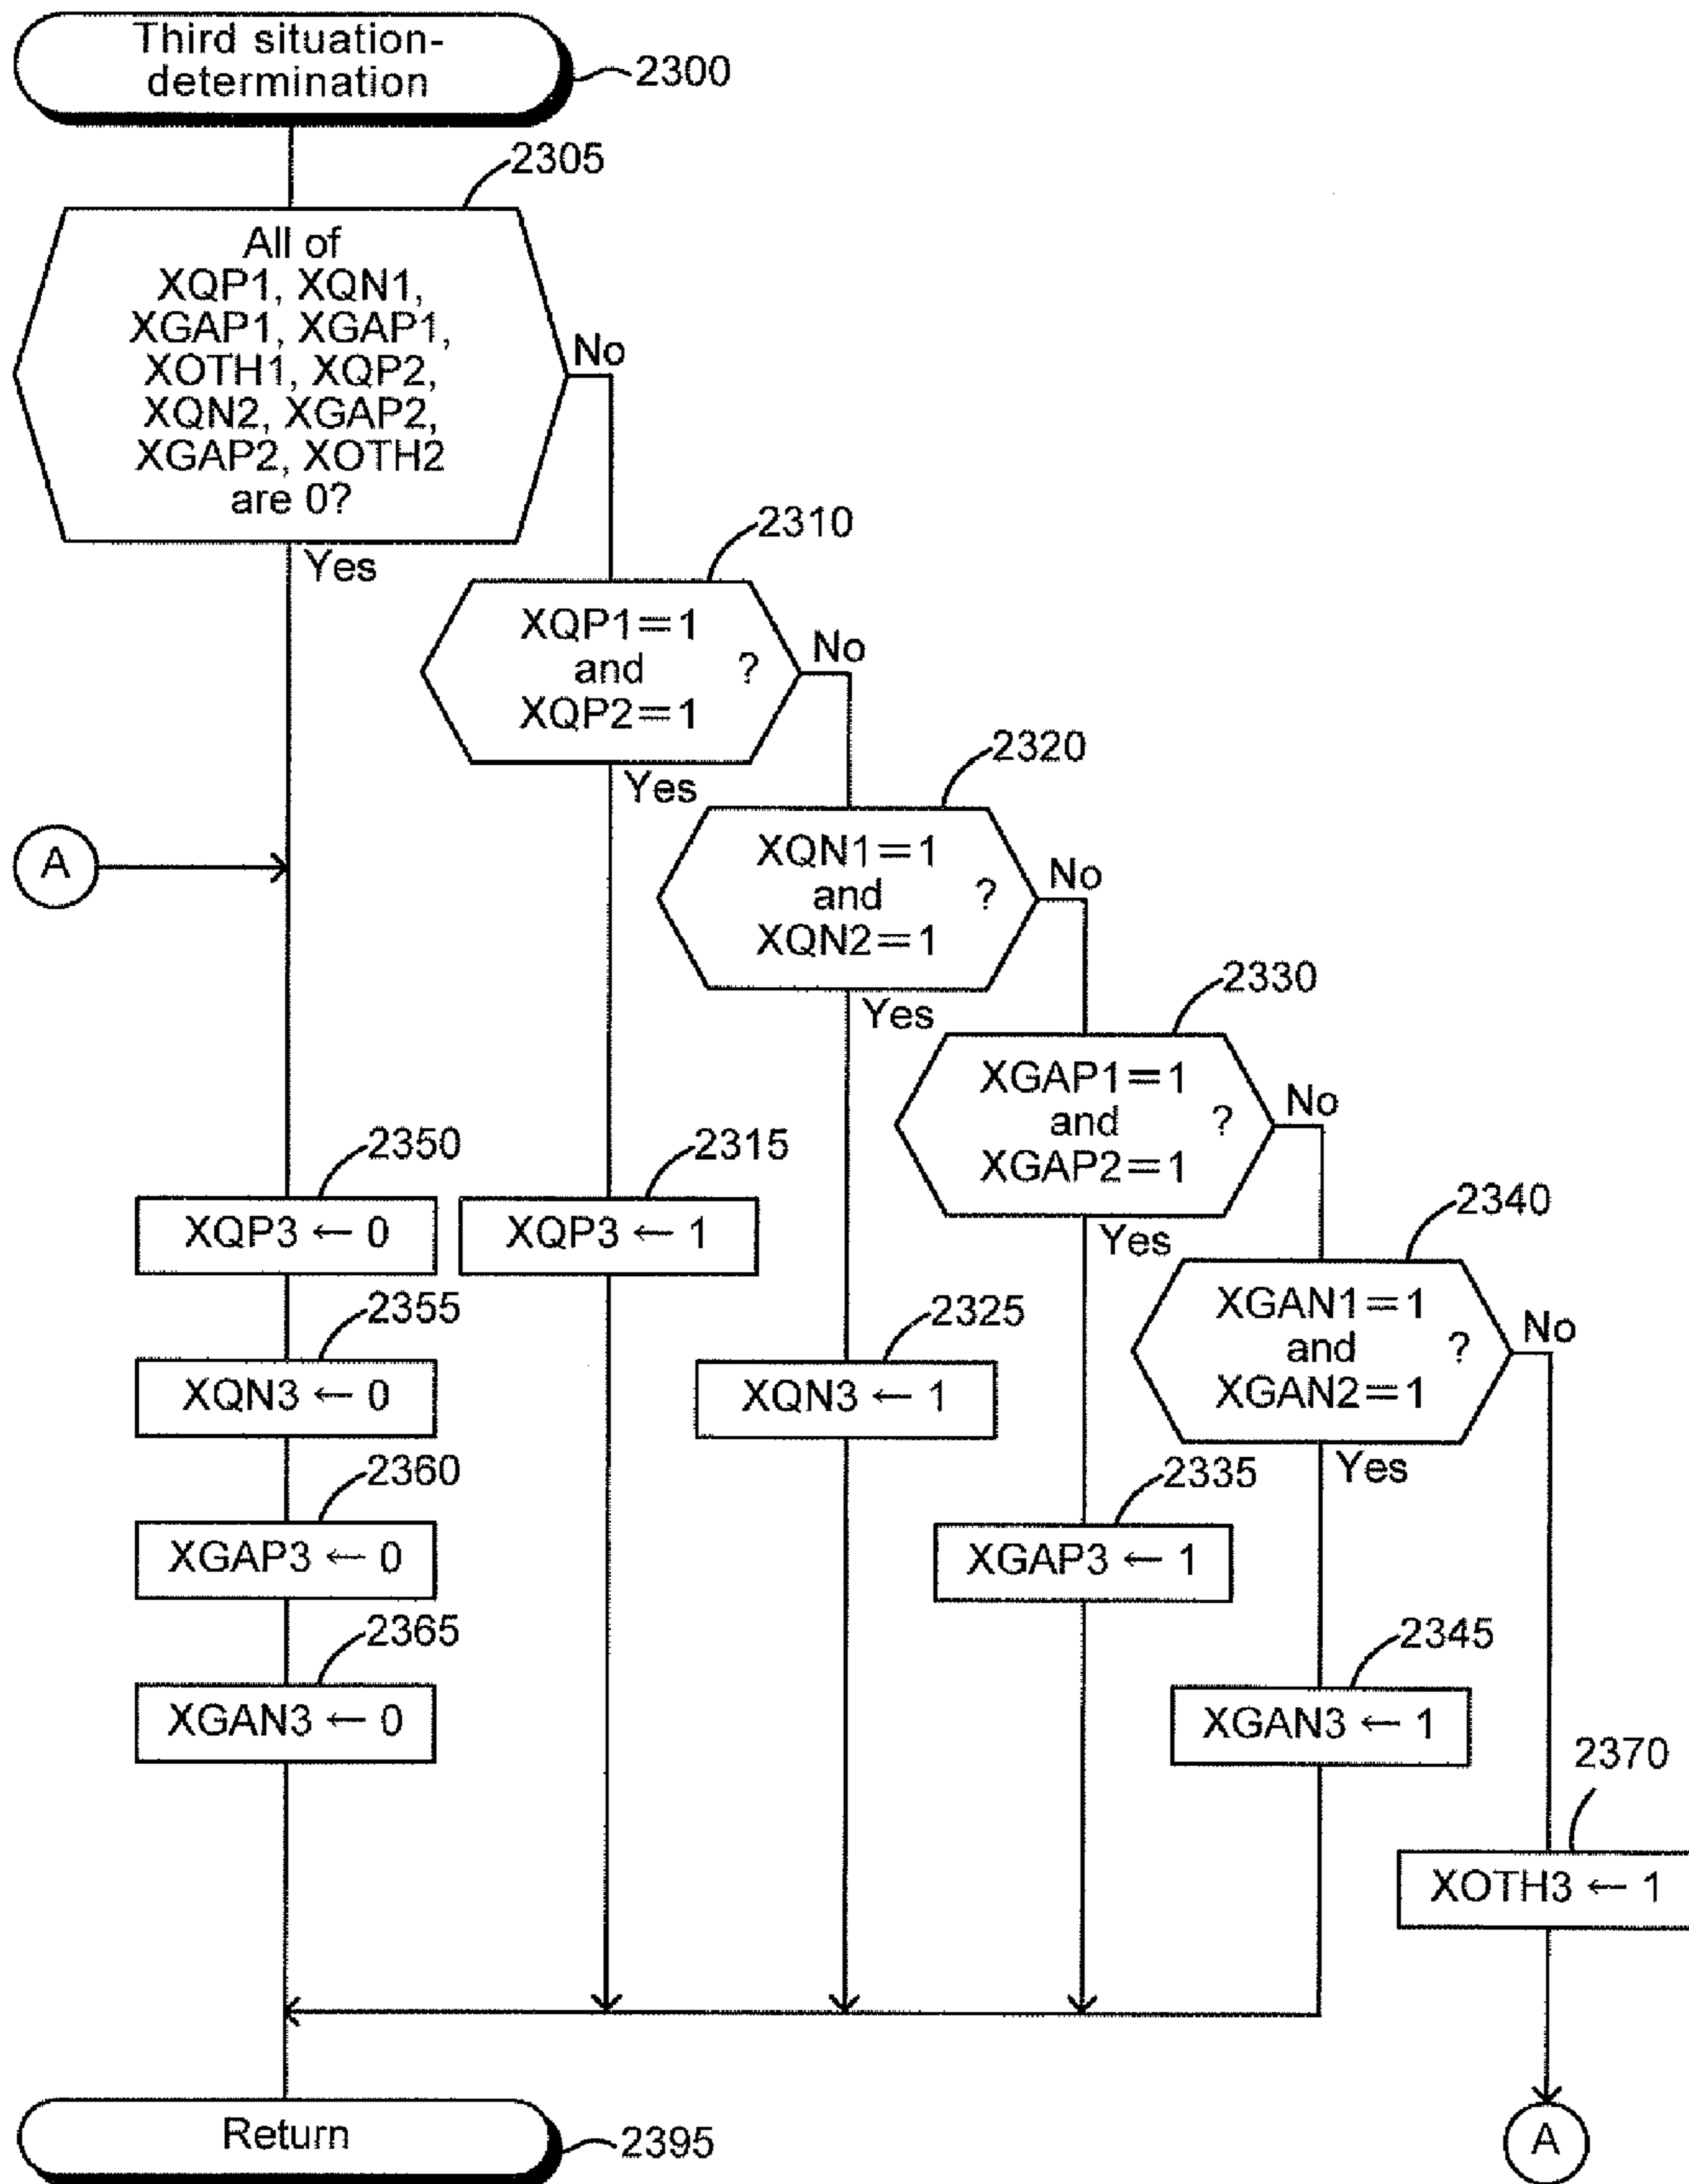 Third situation-
determination
2300
2305
All of
XQP1, XQN1,
XGAP1, XGAP1,
XOTH1, XQP2,
XQN2, XGAP2,
XGAP2, XOTH2
are 0?
No
Yes
2310
XQP1=1
and
XQP2=1
?
No
Yes
2320
XQN1=1
and
XQN2=1
?
No
Yes
A
2330
XGAP1=1
and
XGAP2=1
?
No
Yes
2340
XGAN1=1
and
XGAN2=1
?
No
Yes
2350
XQP3 ← 0
2315
XQP3 ← 1
2355
XQN3 ← 0
2325
XQN3 ← 1
2360
XGAP3 ← 0
2335
XGAP3 ← 1
2365
XGAN3 ← 0
2345
XGAN3 ← 1
2370
XOTH3 ← 1
A
Return
2395